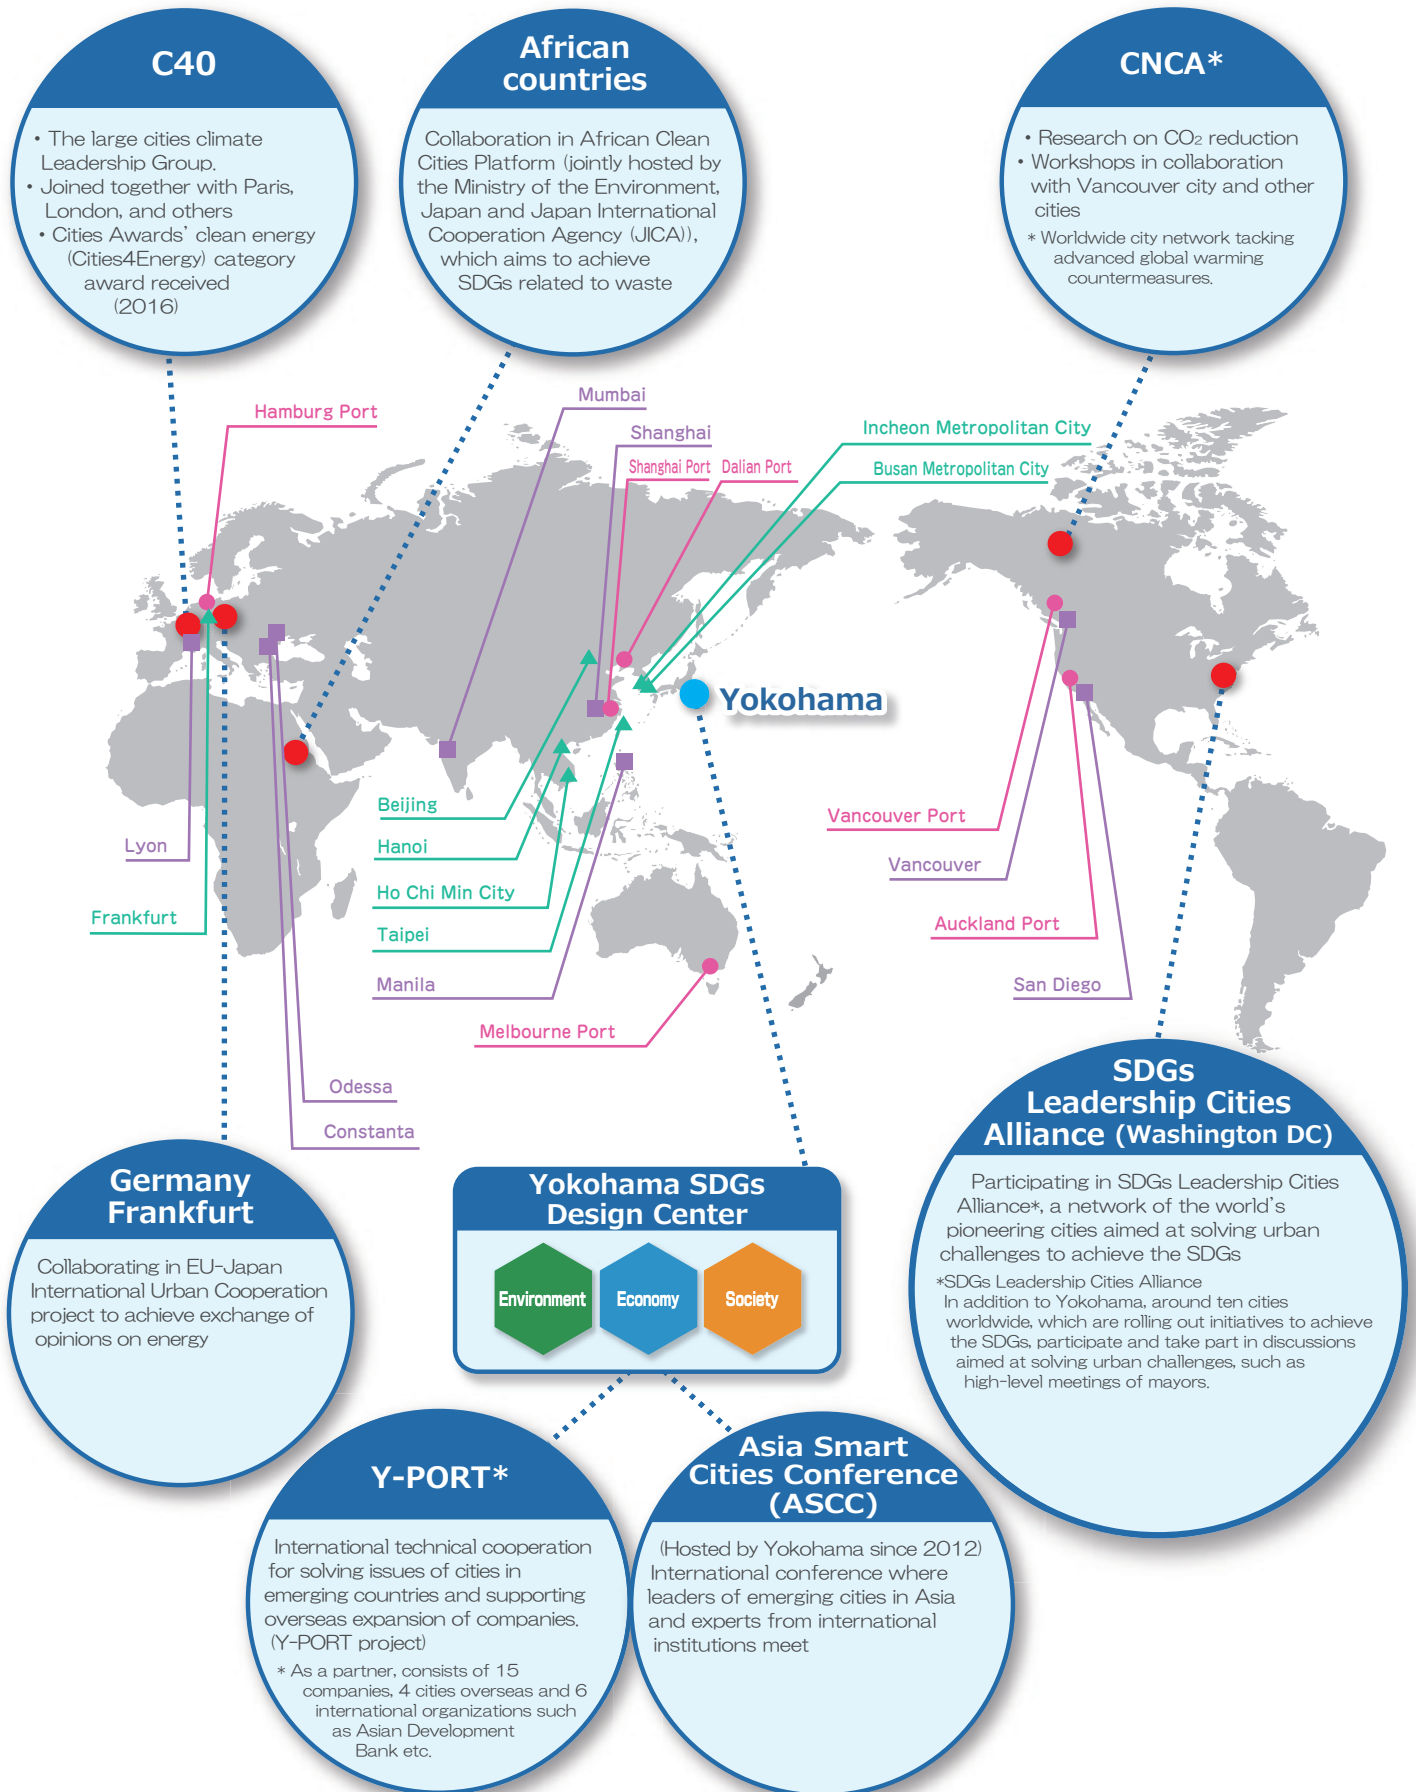 C40
• The large cities climate
Leadership Group.
• Joined together with Paris,
London, and others
• Cities Awards' clean energy
(Cities4Energy) category
award received
(2016)
African
countries
Collaboration in African Clean
Cities Platform (jointly hosted by
the Ministry of the Environment,
Japan and Japan International
Cooperation Agency (JICA)),
which aims to achieve
SDGs related to waste
CNCA*
• Research on CO₂ reduction
• Workshops in collaboration
with Vancouver city and other
cities
* Worldwide city network tacking
advanced global warming
countermeasures.
Hamburg Port
Mumbai
Shanghai
Shanghai Port
Dalian Port
Incheon Metropolitan City
Busan Metropolitan City
Yokohama
Beijing
Hanoi
Ho Chi Min City
Taipei
Manila
Melbourne Port
Lyon
Frankfurt
Odessa
Constanta
Vancouver Port
Vancouver
Auckland Port
San Diego
Germany
Frankfurt
Collaborating in EU-Japan
International Urban Cooperation
project to achieve exchange of
opinions on energy
Yokohama SDGs
Design Center
Environment
Economy
Society
SDGs
Leadership Cities
Alliance (Washington DC)
Participating in SDGs Leadership Cities
Alliance*, a network of the world's
pioneering cities aimed at solving urban
challenges to achieve the SDGs
*SDGs Leadership Cities Alliance
In addition to Yokohama, around ten cities
worldwide, which are rolling out initiatives to achieve
the SDGs, participate and take part in discussions
aimed at solving urban challenges, such as
high-level meetings of mayors.
Y-PORT*
International technical cooperation
for solving issues of cities in
emerging countries and supporting
overseas expansion of companies.
(Y-PORT project)
* As a partner, consists of 15
companies, 4 cities overseas and 6
international organizations such
as Asian Development
Bank etc.
Asia Smart
Cities Conference
(ASCC)
(Hosted by Yokohama since 2012)
International conference where
leaders of emerging cities in Asia
and experts from international
institutions meet